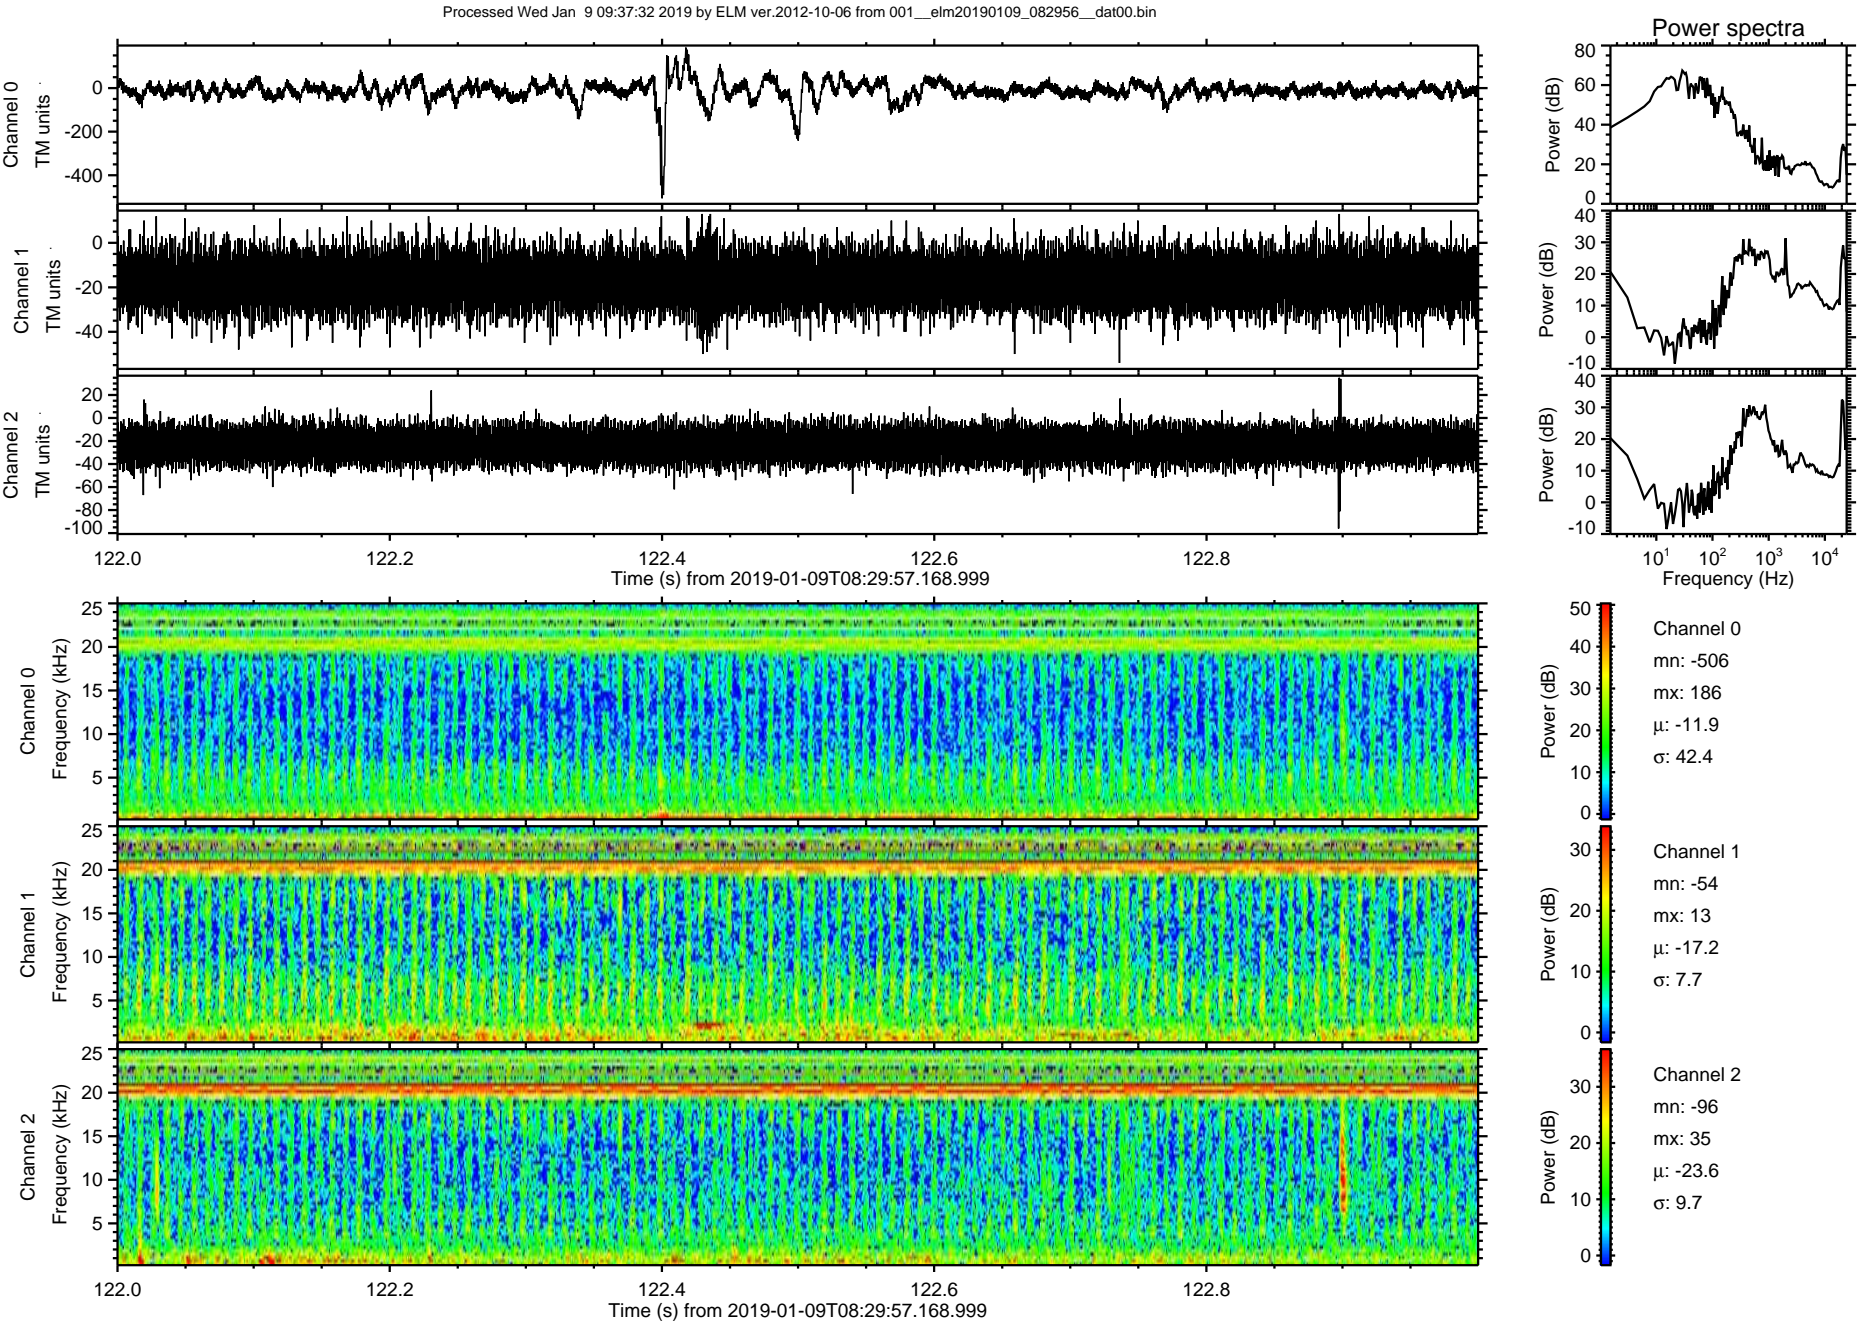 Processed Wed Jan  9 09:37:32 2019 by ELM ver.2012-10-06 from 001__elm20190109_082956__dat00.bin
Power spectra
Channel 0
TM units
0
-200
-400
Power (dB)
80
60
40
20
0
Channel 1
TM units
0
-20
-40
Power (dB)
40
30
20
10
0
-10
Channel 2
TM units
20
0
-20
-40
-60
-80
-100
Power (dB)
40
30
20
10
0
-10
122.0 122.2 122.4 122.6 122.8
Time (s) from 2019-01-09T08:29:57.168.999
10¹ 10² 10³ 10⁴
Frequency (Hz)
Channel 0
Frequency (kHz)
25
20
15
10
5
Power (dB)
50
40
30
20
10
0
Channel 0
mn: -506
mx: 186
μ: -11.9
σ: 42.4
Channel 1
Frequency (kHz)
25
20
15
10
5
Power (dB)
30
20
10
0
Channel 1
mn: -54
mx: 13
μ: -17.2
σ: 7.7
Channel 2
Frequency (kHz)
25
20
15
10
5
Power (dB)
30
20
10
0
Channel 2
mn: -96
mx: 35
μ: -23.6
σ: 9.7
122.0 122.2 122.4 122.6 122.8
Time (s) from 2019-01-09T08:29:57.168.999